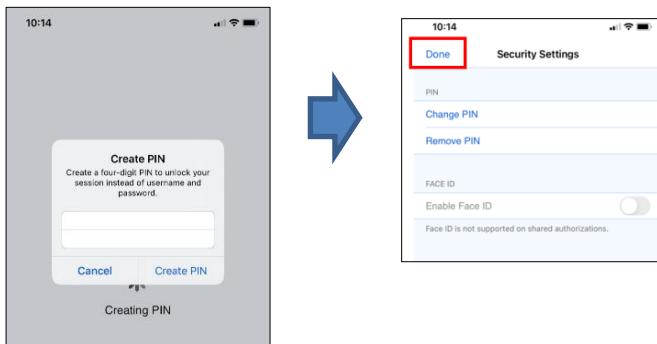 10:14
Create PIN
Create a four-digit PIN to unlock your
session instead of username and
password.
Cancel Create PIN
Creating PIN
10:14
Done Security Settings
PIN
Change PIN
Remove PIN
FACE ID
Enable Face ID
Face ID is not supported on shared authorizations.